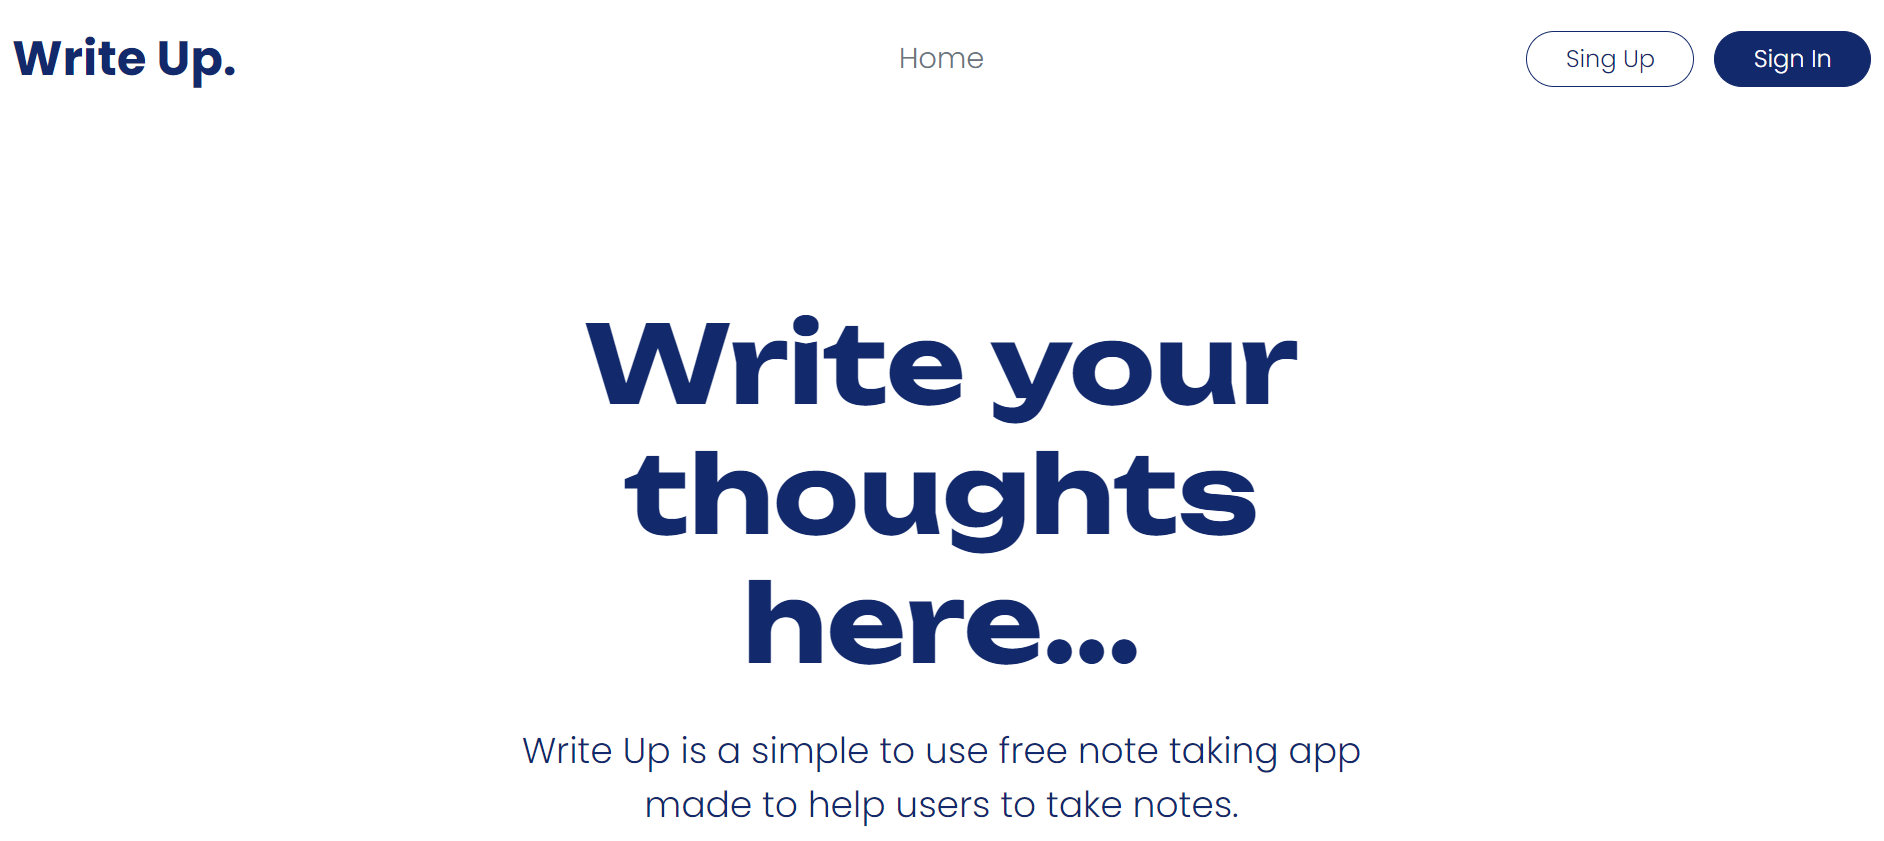 Write Up.
Home
Sing Up
Sign In
Write your
thoughts
here...
Write Up is a simple to use free note taking app
made to help users to take notes.